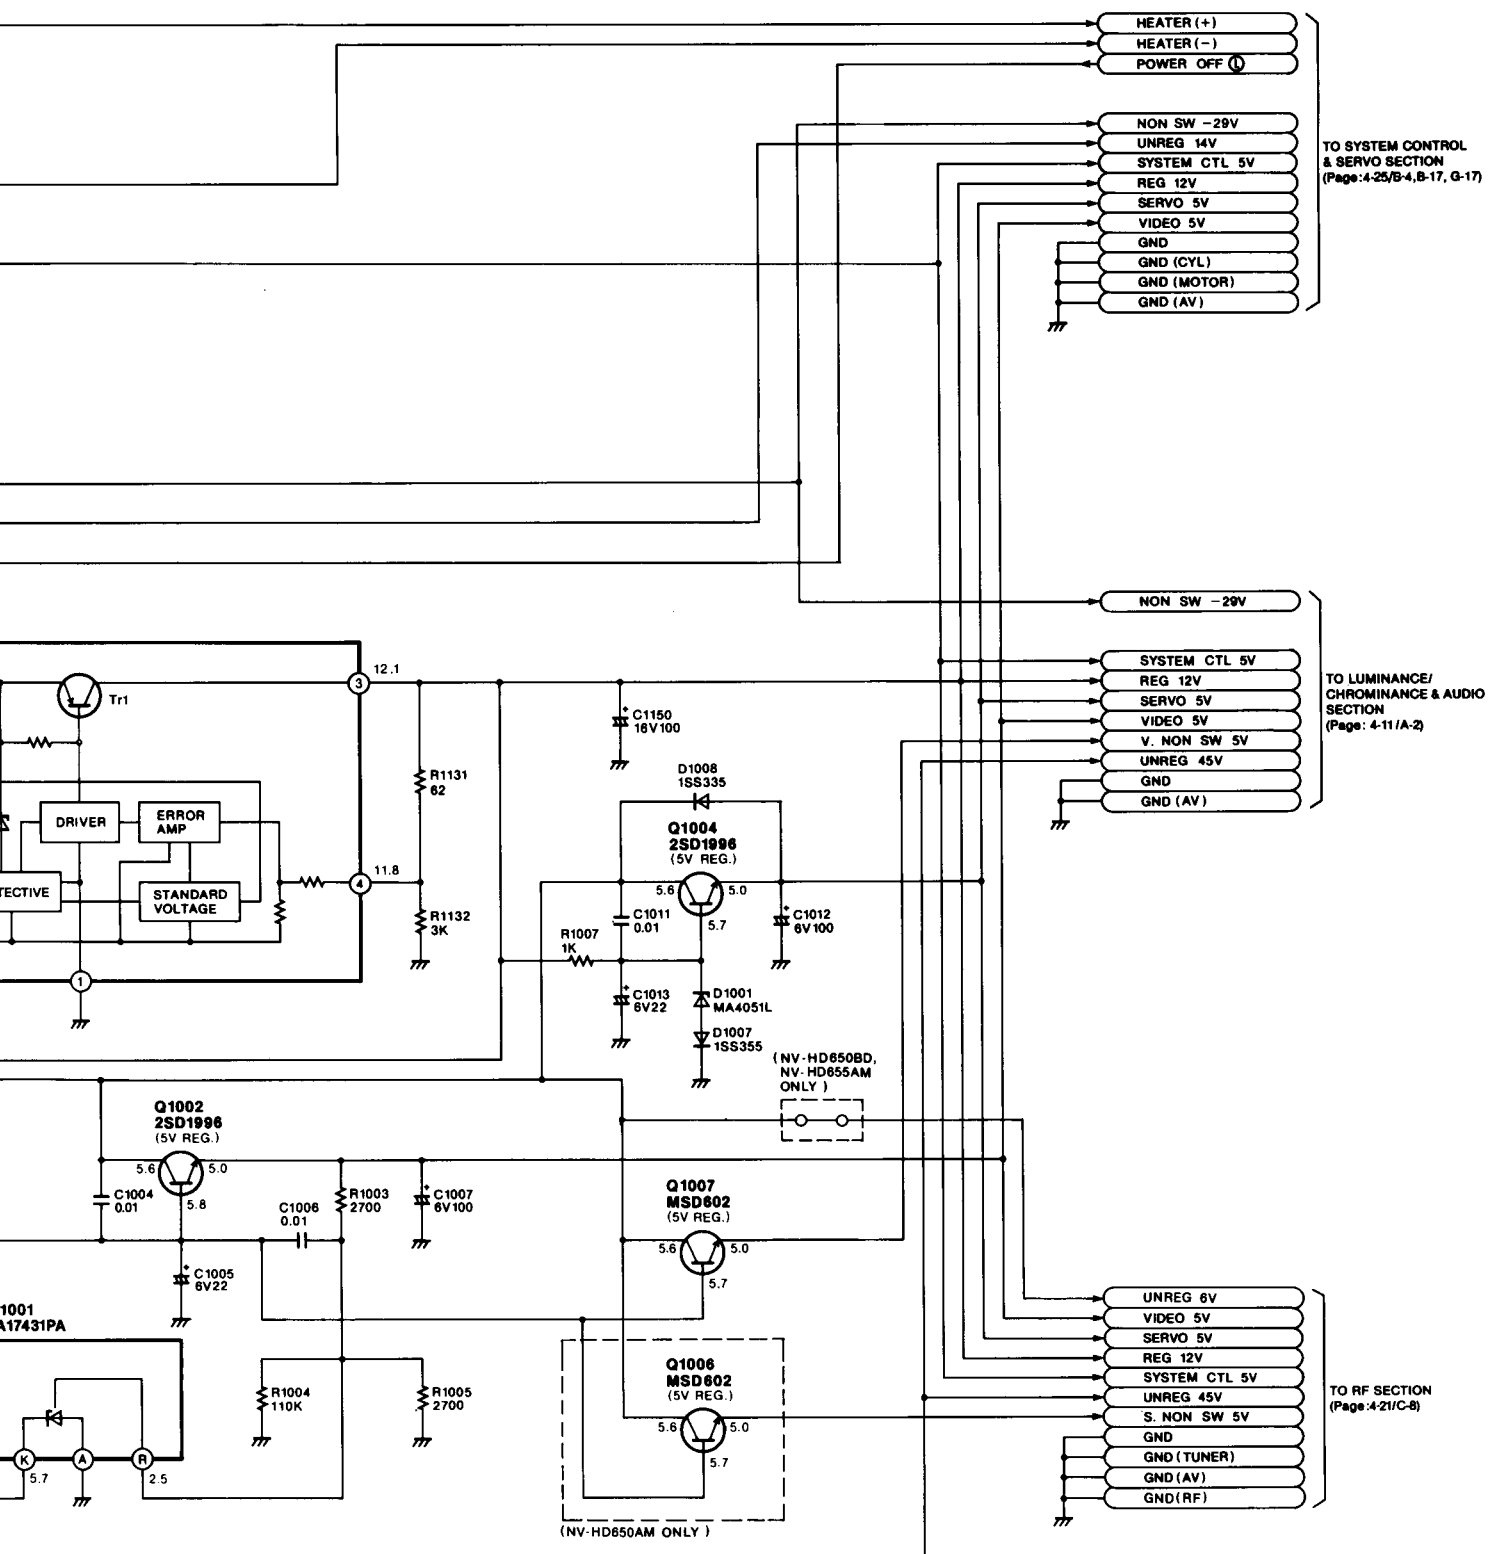 HEATER (+)
HEATER (−)
POWER OFF Ⓛ
NON SW −29V
UNREG 14V
SYSTEM CTL 5V
REG 12V
SERVO 5V
VIDEO 5V
GND
GND (CYL)
GND (MOTOR)
GND (AV)
TO SYSTEM CONTROL
& SERVO SECTION
(Page:4-25/B-4,B-17, G-17)
NON SW −29V
SYSTEM CTL 5V
REG 12V
SERVO 5V
VIDEO 5V
V. NON SW 5V
UNREG 45V
GND
GND (AV)
TO LUMINANCE/
CHROMINANCE & AUDIO
SECTION
(Page: 4-11/A-2)
Tr1
3
12.1
DRIVER
ERROR
AMP
TECTIVE
STANDARD
VOLTAGE
4
11.8
1
R1131
62
R1132
3K
C1150
16V100
D1008
1SS335
Q1004
2SD1996
(5V REG.)
5.6
5.0
5.7
C1011
0.01
C1012
6V100
R1007
1K
C1013
6V22
D1001
MA4051L
D1007
1SS355
(NV-HD650BD,
NV-HD655AM
ONLY )
Q1002
2SD1996
(5V REG.)
5.6
5.0
5.8
C1004
0.01
C1006
0.01
R1003
2700
C1007
6V100
C1005
6V22
Q1007
MSD602
(5V REG.)
5.6
5.0
5.7
1001
A17431PA
R1004
110K
R1005
2700
K
A
R
5.7
2.5
Q1006
MSD602
(5V REG.)
5.6
5.0
5.7
(NV-HD650AM ONLY )
UNREG 6V
VIDEO 5V
SERVO 5V
REG 12V
SYSTEM CTL 5V
UNREG 45V
S. NON SW 5V
GND
GND (TUNER)
GND (AV)
GND (RF)
TO RF SECTION
(Page:4-21/C-8)